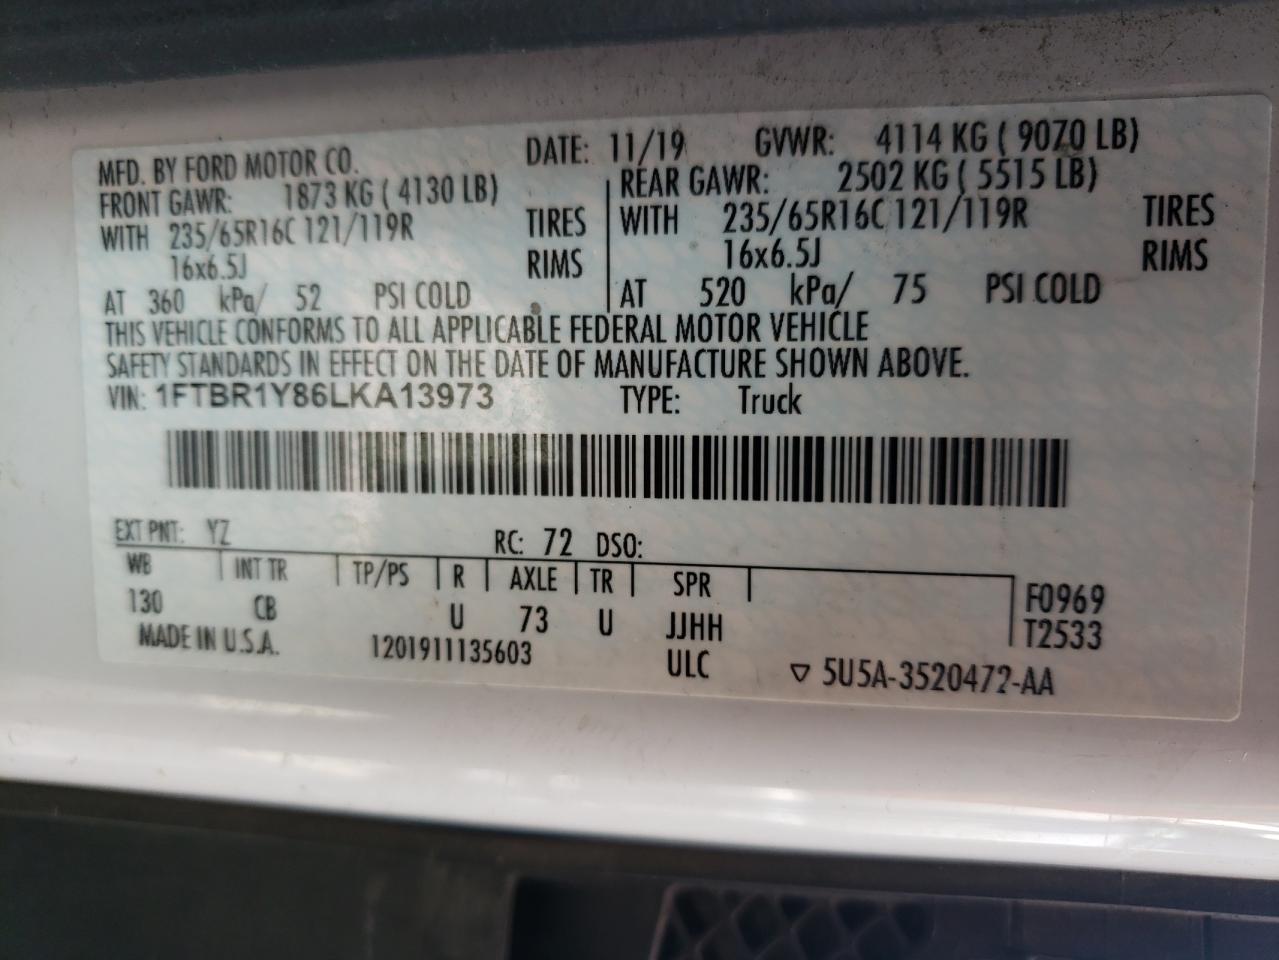 MFD. BY FORD MOTOR CO. DATE: 11/19 GVWR: 4114 KG ( 9070 LB)
FRONT GAWR: 1873 KG ( 4130 LB) REAR GAWR: 2502 KG ( 5515 LB)
WITH 235/65R16C 121/119R TIRES WITH 235/65R16C 121/119R TIRES
16x6.5J RIMS 16x6.5J RIMS
AT 360 kPa/ 52 PSI COLD AT 520 kPa/ 75 PSI COLD
THIS VEHICLE CONFORMS TO ALL APPLICABLE FEDERAL MOTOR VEHICLE
SAFETY STANDARDS IN EFFECT ON THE DATE OF MANUFACTURE SHOWN ABOVE.
VIN: 1FTBR1Y86LKA13973 TYPE: Truck
EXT PNT: YZ RC: 72 DSO:
WB INT TR TP/PS R AXLE TR SPR
130 CB U 73 U JJHH F0969
MADE IN U.S.A. 1201911135603 ULC T2533
▽ 5U5A-3520472-AA